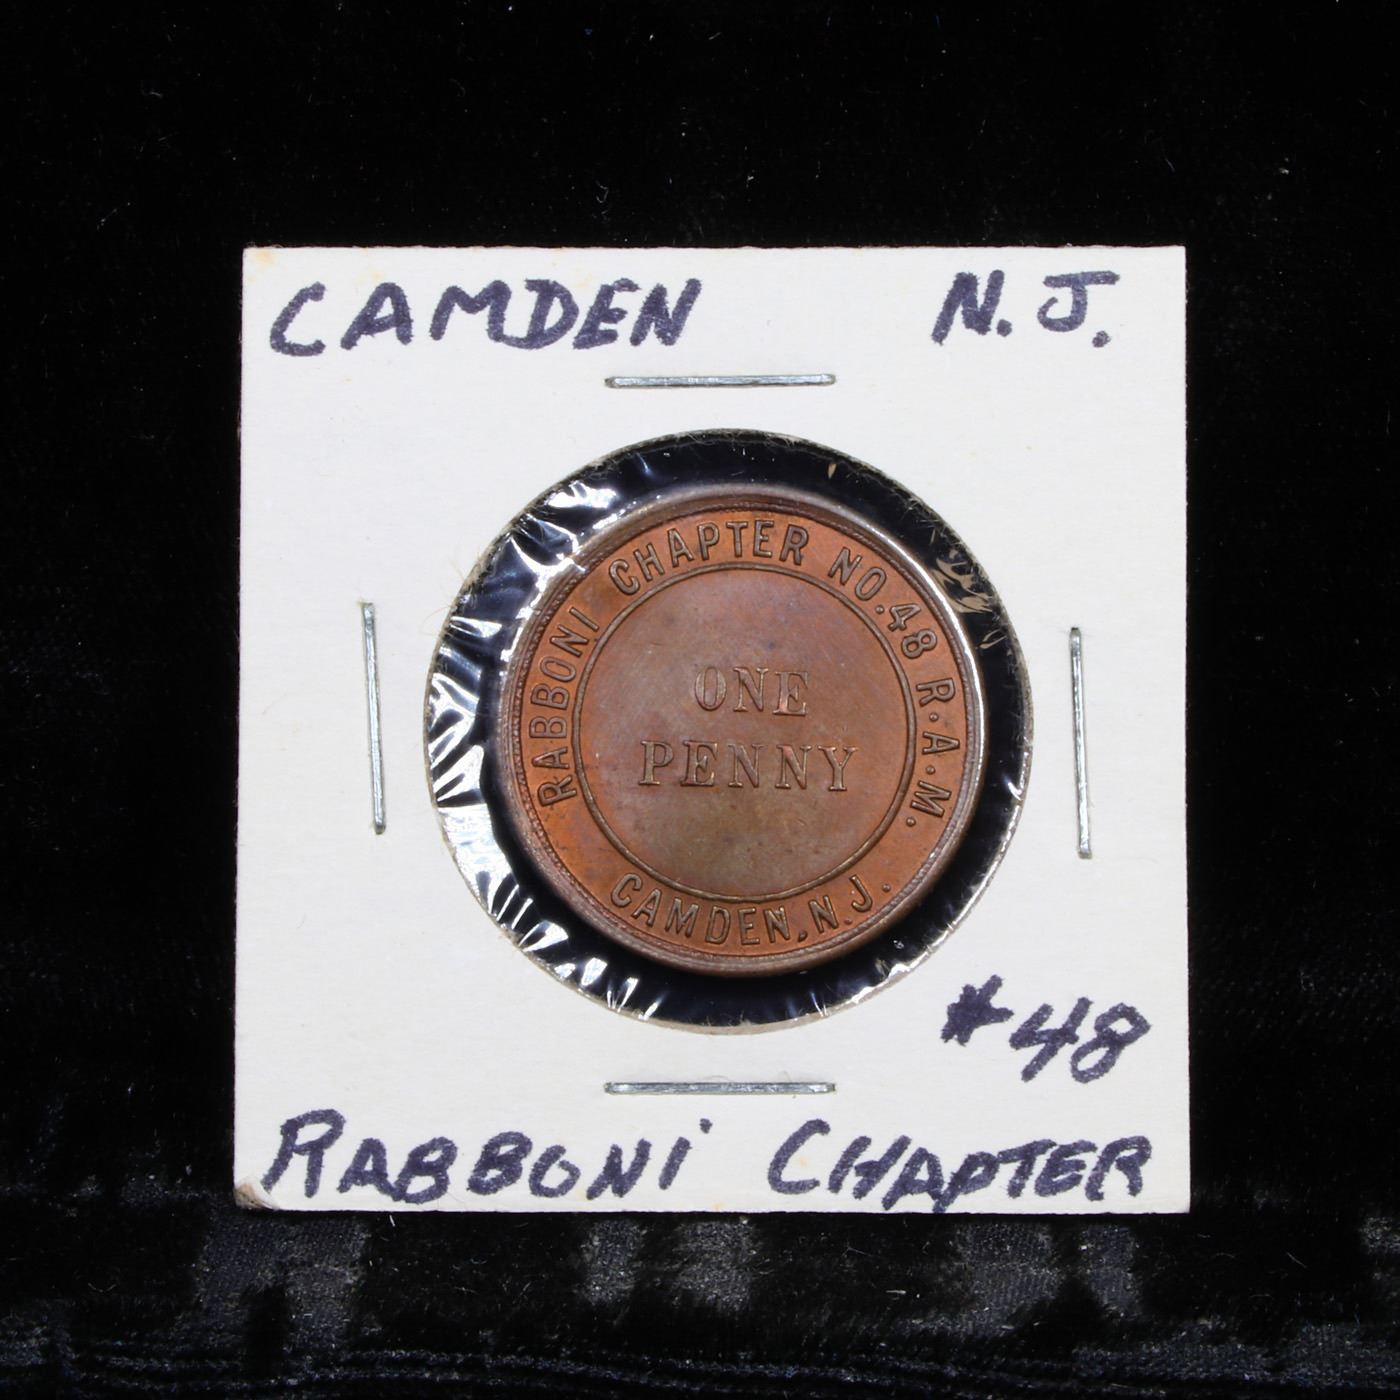 CAMDEN N.J.
RABBONI CHAPTER NO.48 R.A.M.
ONE
PENNY
CAMDEN, N.J.
#48
RABBONi CHAPTER